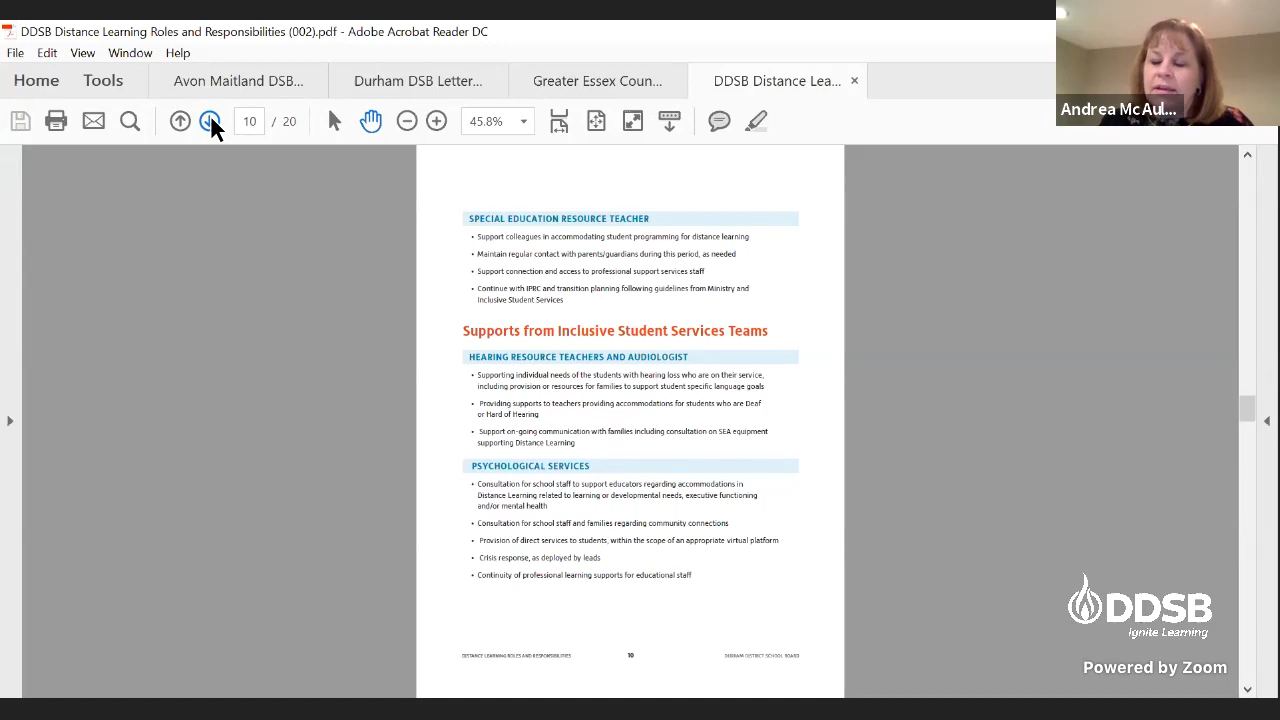 DDSB Distance Learning Roles and Responsibilities (002).pdf - Adobe Acrobat Reader DC
File Edit View Window Help
Home Tools Avon Maitland DSB... Durham DSB Letter... Greater Essex Coun... DDSB Distance Lea... ×
10 / 20 45.8%
Andrea McAul...
SPECIAL EDUCATION RESOURCE TEACHER
• Support colleagues in accommodating student programming for distance learning
• Maintain regular contact with parents/guardians during this period, as needed
• Support connection and access to professional support services staff
• Continue with IPRC and transition planning following guidelines from Ministry and
Inclusive Student Services
Supports from Inclusive Student Services Teams
HEARING RESOURCE TEACHERS AND AUDIOLOGIST
• Supporting individual needs of the students with hearing loss who are on their service,
including provision or resources for families to support student specific language goals
• Providing supports to teachers providing accommodations for students who are Deaf
or Hard of Hearing
• Support on-going communication with families including consultation on SEA equipment
supporting Distance Learning
PSYCHOLOGICAL SERVICES
• Consultation for school staff to support educators regarding accommodations in
Distance Learning related to learning or developmental needs, executive functioning
and/or mental health
• Consultation for school staff and families regarding community connections
• Provision of direct services to students, within the scope of an appropriate virtual platform
• Crisis response, as deployed by leads
• Continuity of professional learning supports for educational staff
DISTANCE LEARNING ROLES AND RESPONSIBILITIES 10 DURHAM DISTRICT SCHOOL BOARD
DDSB
Ignite Learning
Powered by Zoom